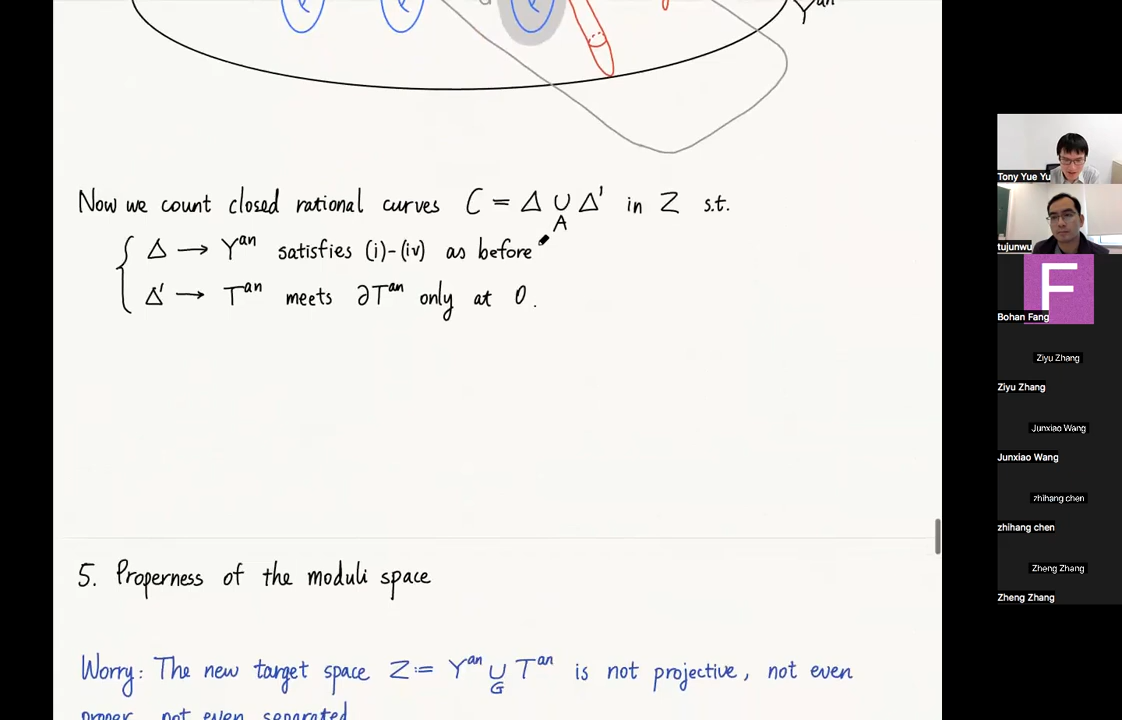 Y^an
Now we count closed rational curves C = Δ ∪_A Δ' in Z s.t.
Δ → Y^an satisfies (i)-(iv) as before
Δ' → T^an meets ∂T^an only at 0.
5. Properness of the moduli space
Worry: The new target space Z := Y^an ∪_G T^an is not projective, not even
proper, not even separated
Tony Yue Yu
tujunwu
F
Bohan Fang
Ziyu Zhang
Ziyu Zhang
Junxiao Wang
Junxiao Wang
zhihang chen
zhihang chen
Zheng Zhang
Zheng Zhang